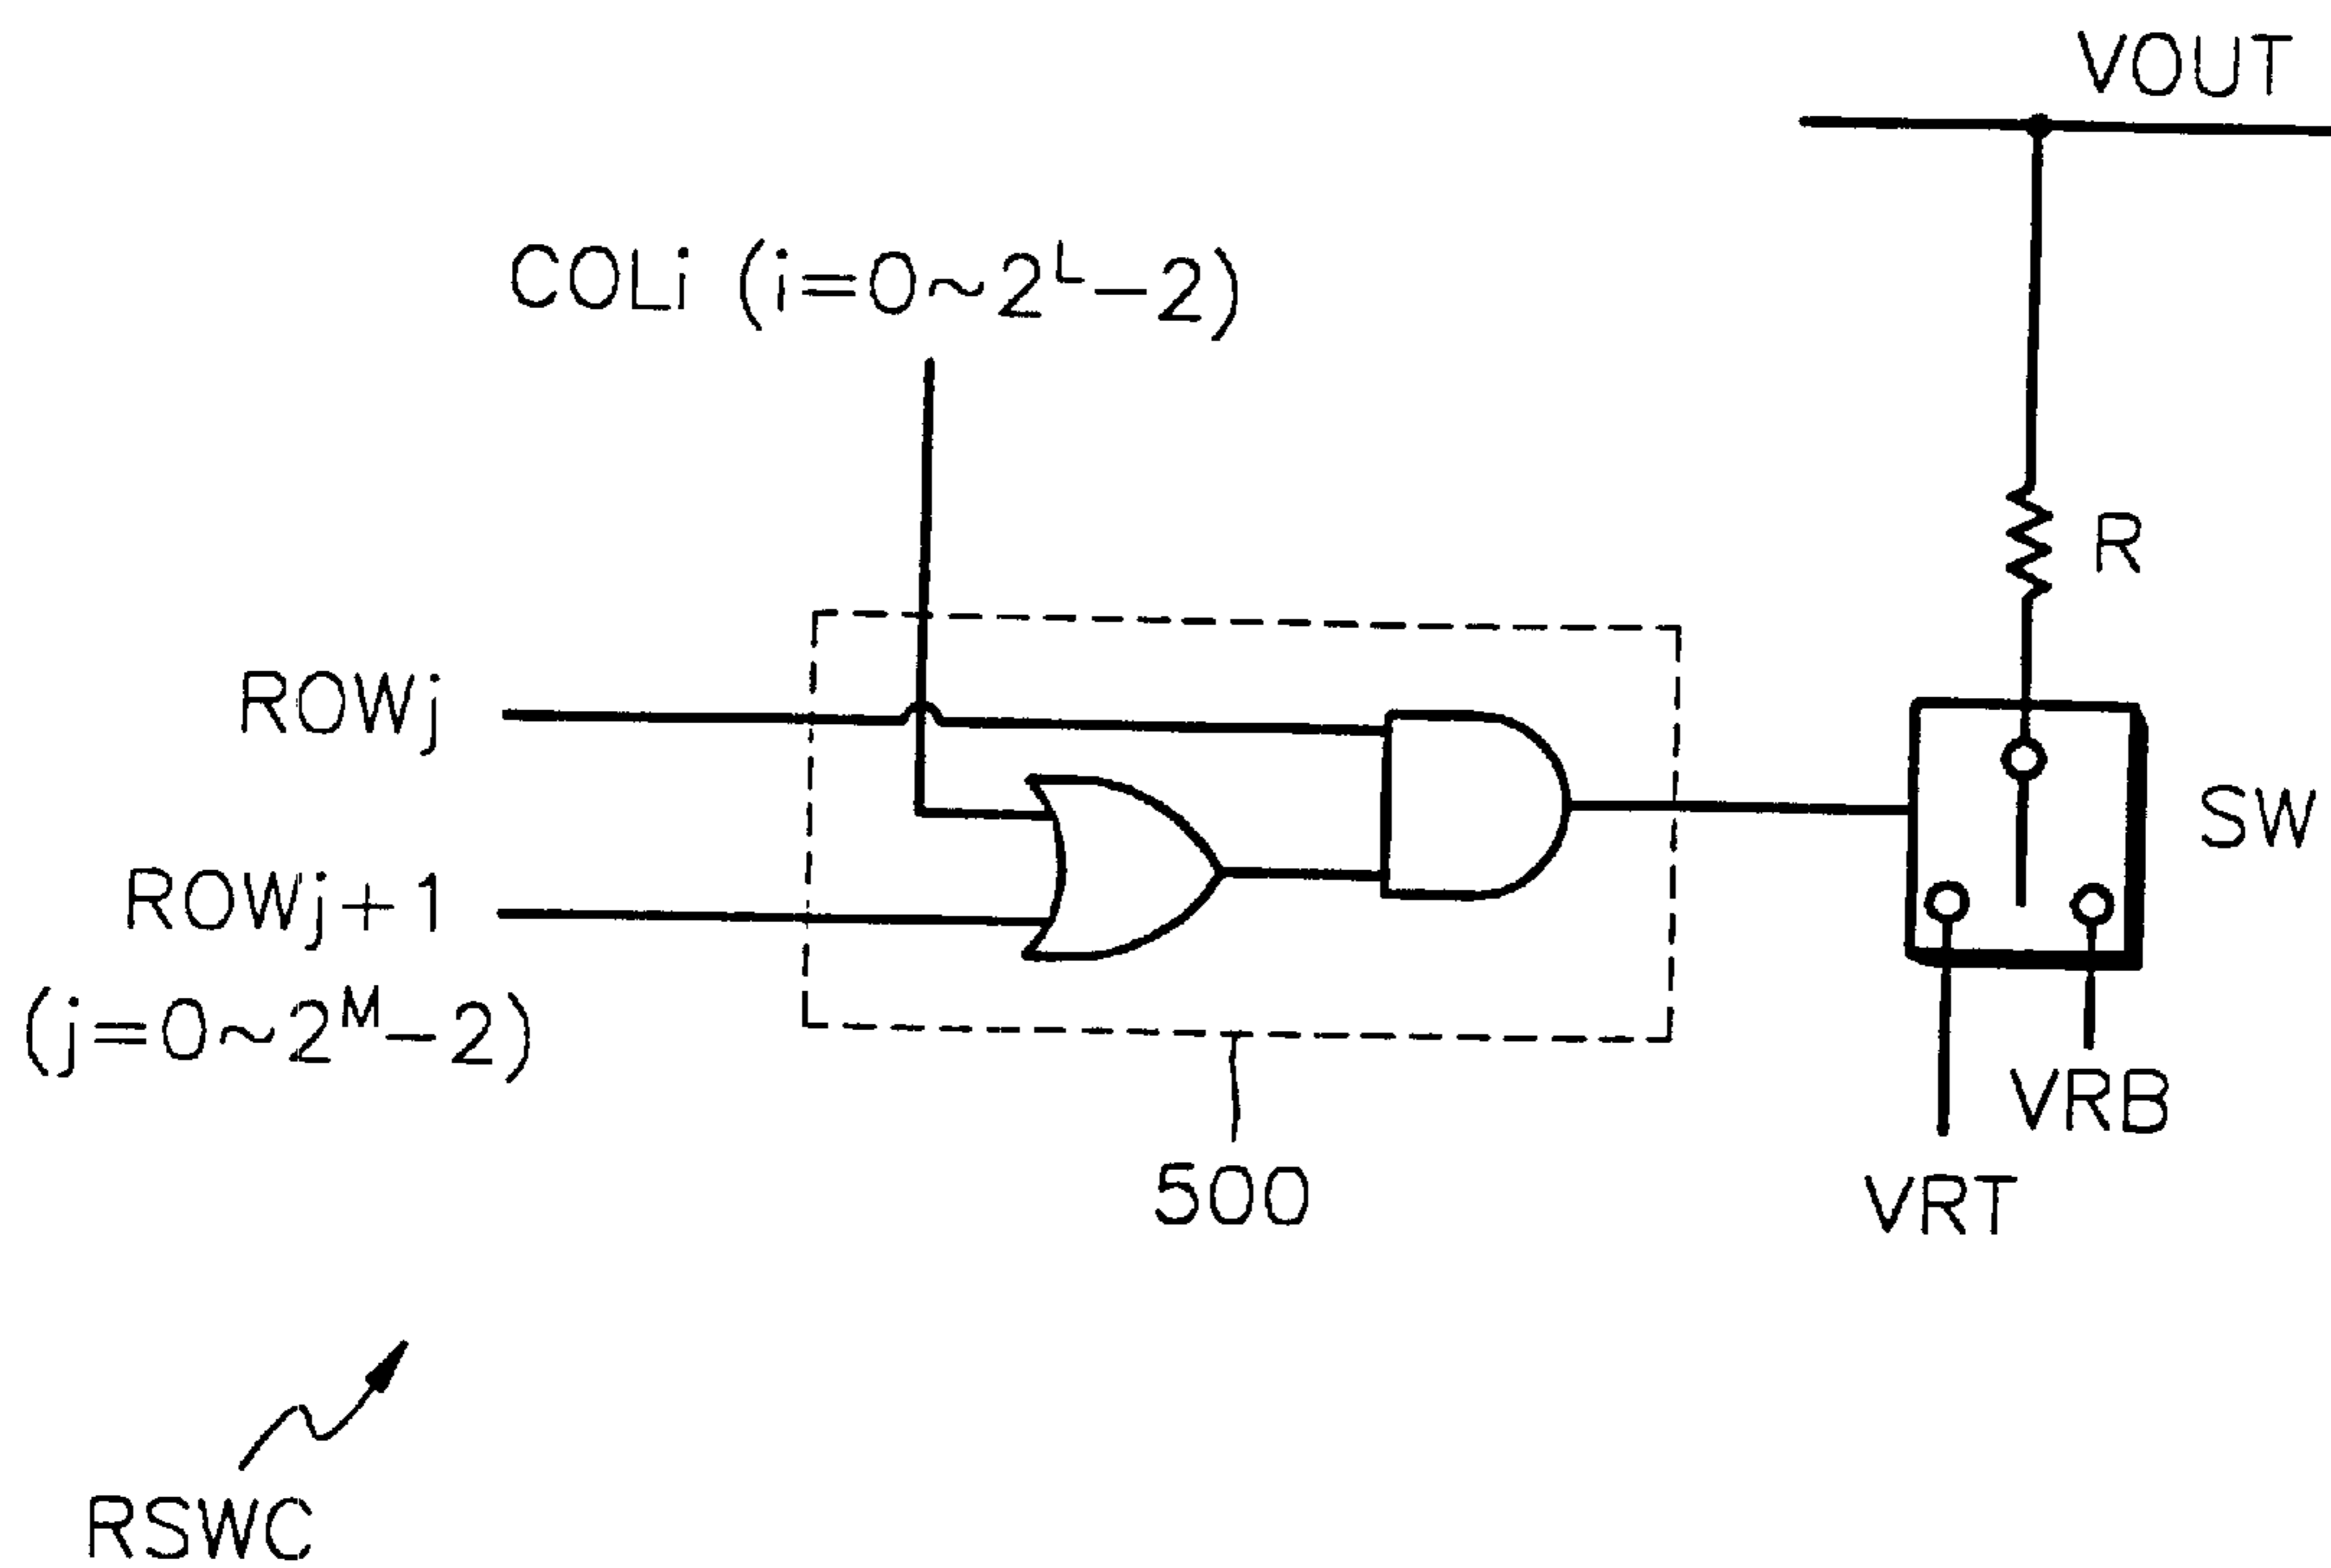 VOUT
COLi (i=0~2^L-2)
R
ROWj
SW
ROWj+1
(j=0~2^M-2)
VRB
500
VRT
RSWC